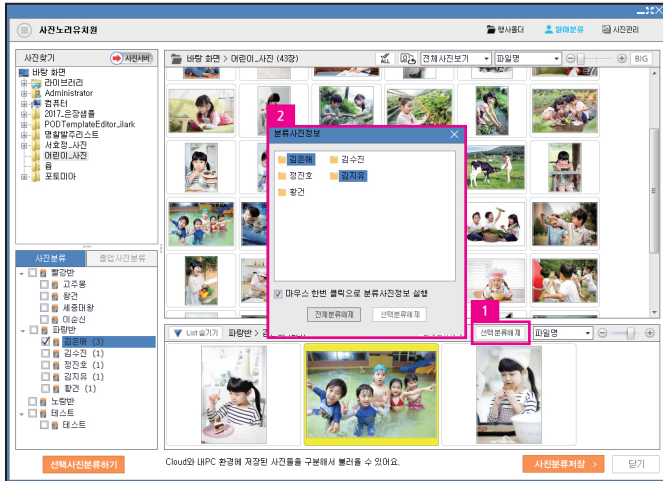 사진노리유치원
행사폴더
원아분류
사진관리
사진찾기
사진서버
바탕 화면 > 어린이_사진 (43장)
ALL
전체사진보기
파일명
BIG
바탕 화면
라이브러리
Administrator
컴퓨터
2017_은장샘플
PODTemplateEditor_ilark
명찰발주리스트
서효정_사진
어린이_사진
음
포토미아
2
분류사진정보
김은애
김수진
정진호
김지유
황건
마우스 한번 클릭으로 분류사진정보 실행
전체분류해제
선택분류해제
사진분류
졸업사진분류
빨강반
고주몽
왕건
세종대왕
이순신
파랑반
김은애 (3)
김수진 (1)
정진호 (1)
김지유 (1)
황건 (1)
노랑반
테스트
테스트
1
List숨기기
파랑반 >
선택분류해제
파일명
선택사진분류하기
Cloud와 내PC 환경에 저장된 사진들을 구분해서 불러올 수 있어요.
사진분류저장 >
닫기